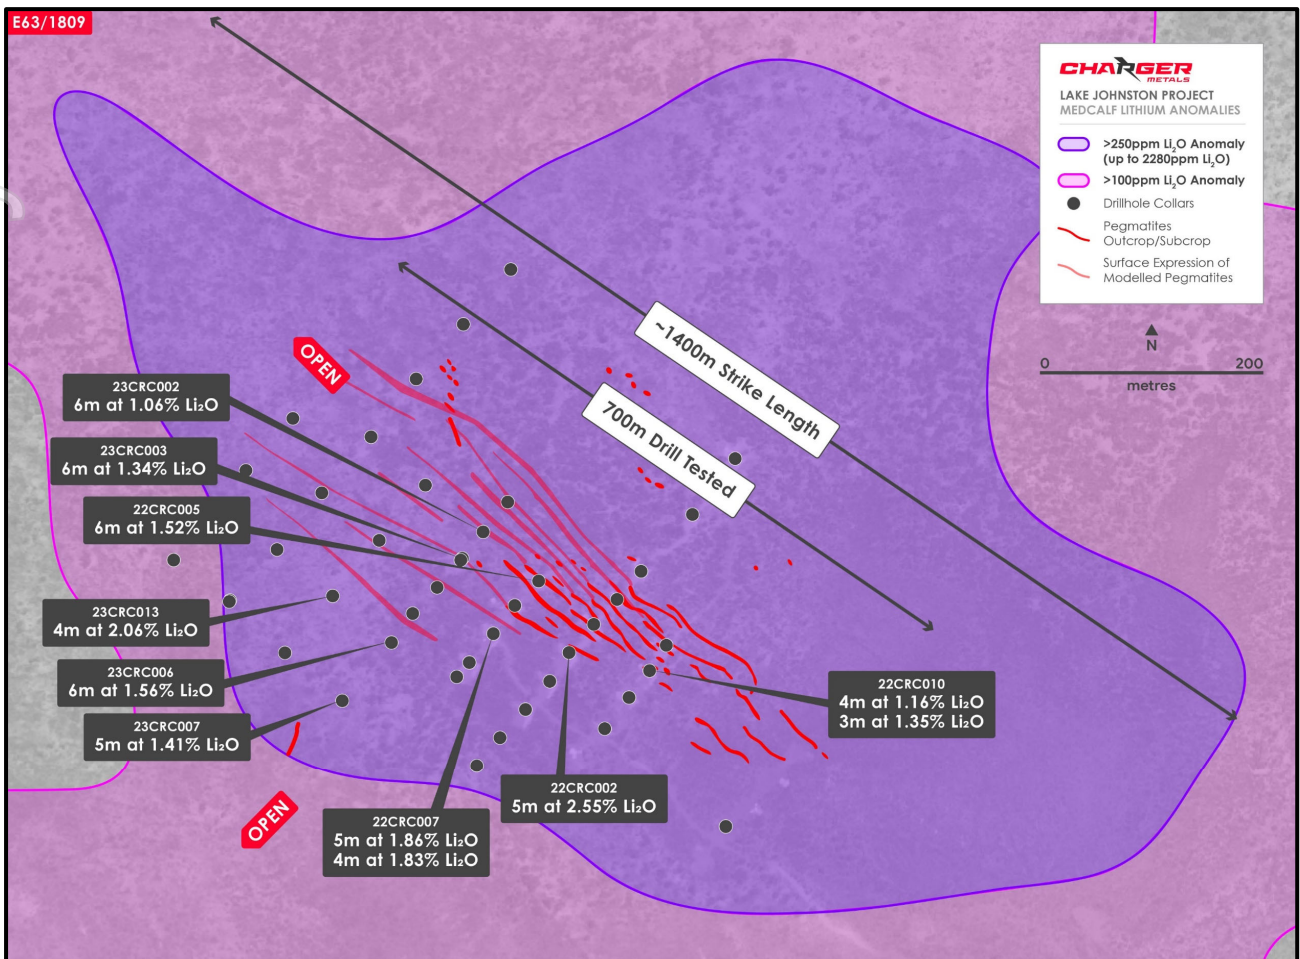 E63/1809
CHARGER
METALS
LAKE JOHNSTON PROJECT
MEDCALF LITHIUM ANOMALIES
>250ppm Li₂O Anomaly
(up to 2280ppm Li₂O)
>100ppm Li₂O Anomaly
Drillhole Collars
Pegmatites
Outcrop/Subcrop
Surface Expression of
Modelled Pegmatites
N
0 200
metres
~1400m Strike Length
700m Drill Tested
OPEN
23CRC002
6m at 1.06% Li₂O
23CRC003
6m at 1.34% Li₂O
22CRC005
6m at 1.52% Li₂O
23CRC013
4m at 2.06% Li₂O
23CRC006
6m at 1.56% Li₂O
23CRC007
5m at 1.41% Li₂O
OPEN
22CRC007
5m at 1.86% Li₂O
4m at 1.83% Li₂O
22CRC002
5m at 2.55% Li₂O
22CRC010
4m at 1.16% Li₂O
3m at 1.35% Li₂O